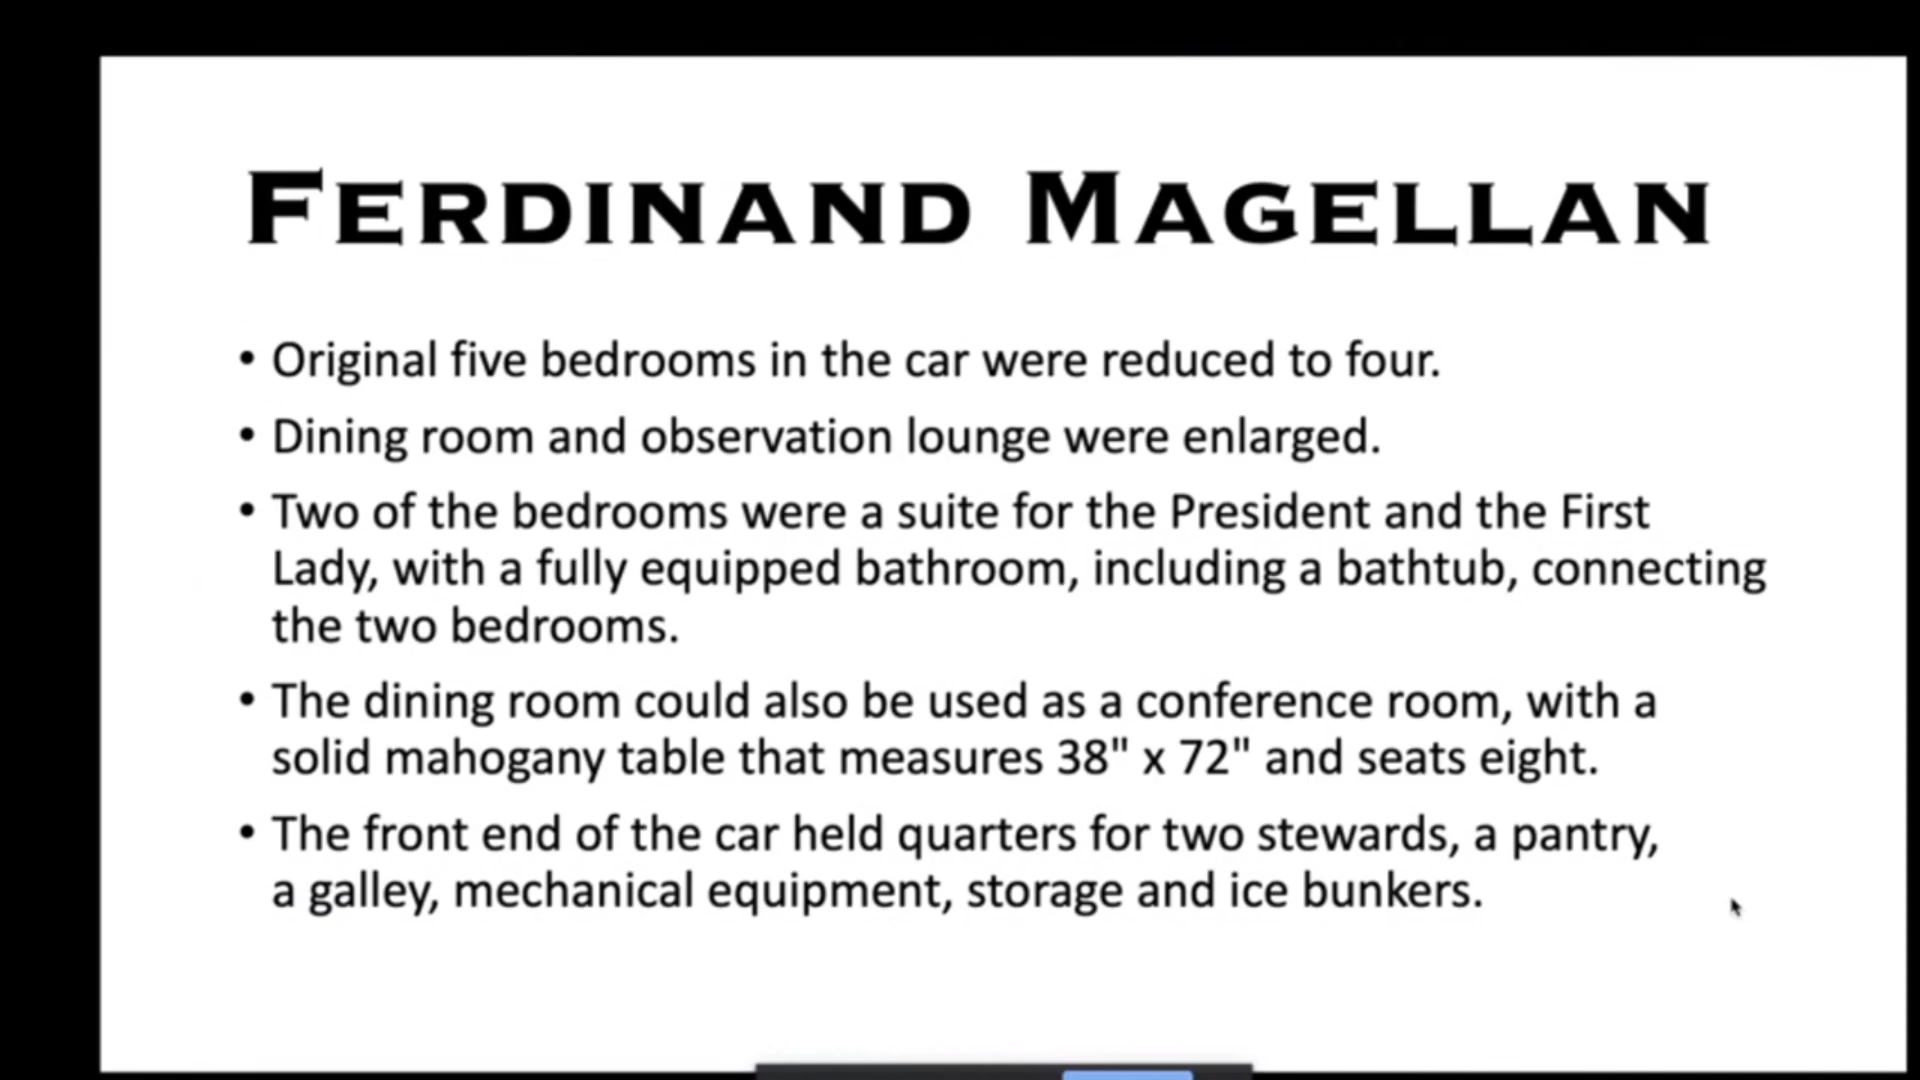 FERDINAND MAGELLAN
• Original five bedrooms in the car were reduced to four.
• Dining room and observation lounge were enlarged.
• Two of the bedrooms were a suite for the President and the First
Lady, with a fully equipped bathroom, including a bathtub, connecting
the two bedrooms.
• The dining room could also be used as a conference room, with a
solid mahogany table that measures 38" x 72" and seats eight.
• The front end of the car held quarters for two stewards, a pantry,
a galley, mechanical equipment, storage and ice bunkers.